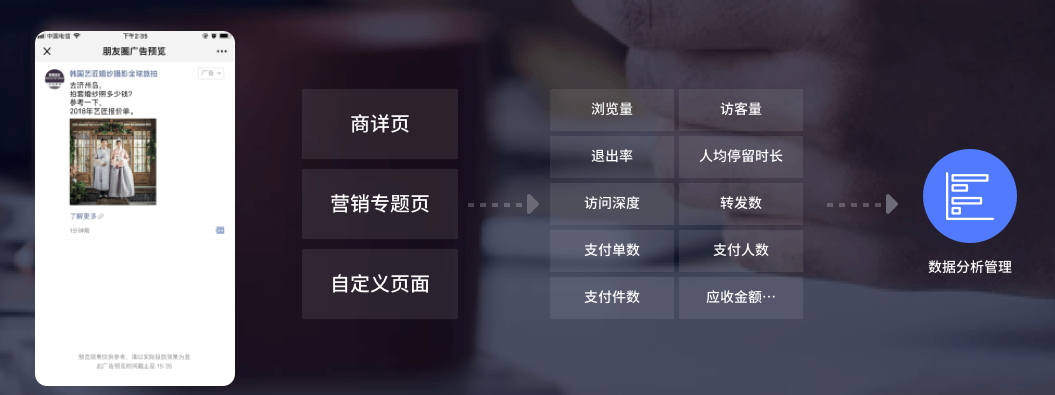 中国电信
下午2:35
朋友圈广告预览
韩国艺匠婚纱摄影全球旅拍
广告
去济州岛，
拍套婚纱照多少钱?
参考一下，
2018年艺匠报价单。
了解更多
1分钟前
预览效果仅供参考，请以实际投放效果为准
此广告预览时间截止至 15:35
商详页
营销专题页
自定义页面
浏览量
访客量
退出率
人均停留时长
访问深度
转发数
支付单数
支付人数
支付件数
应收金额…
数据分析管理